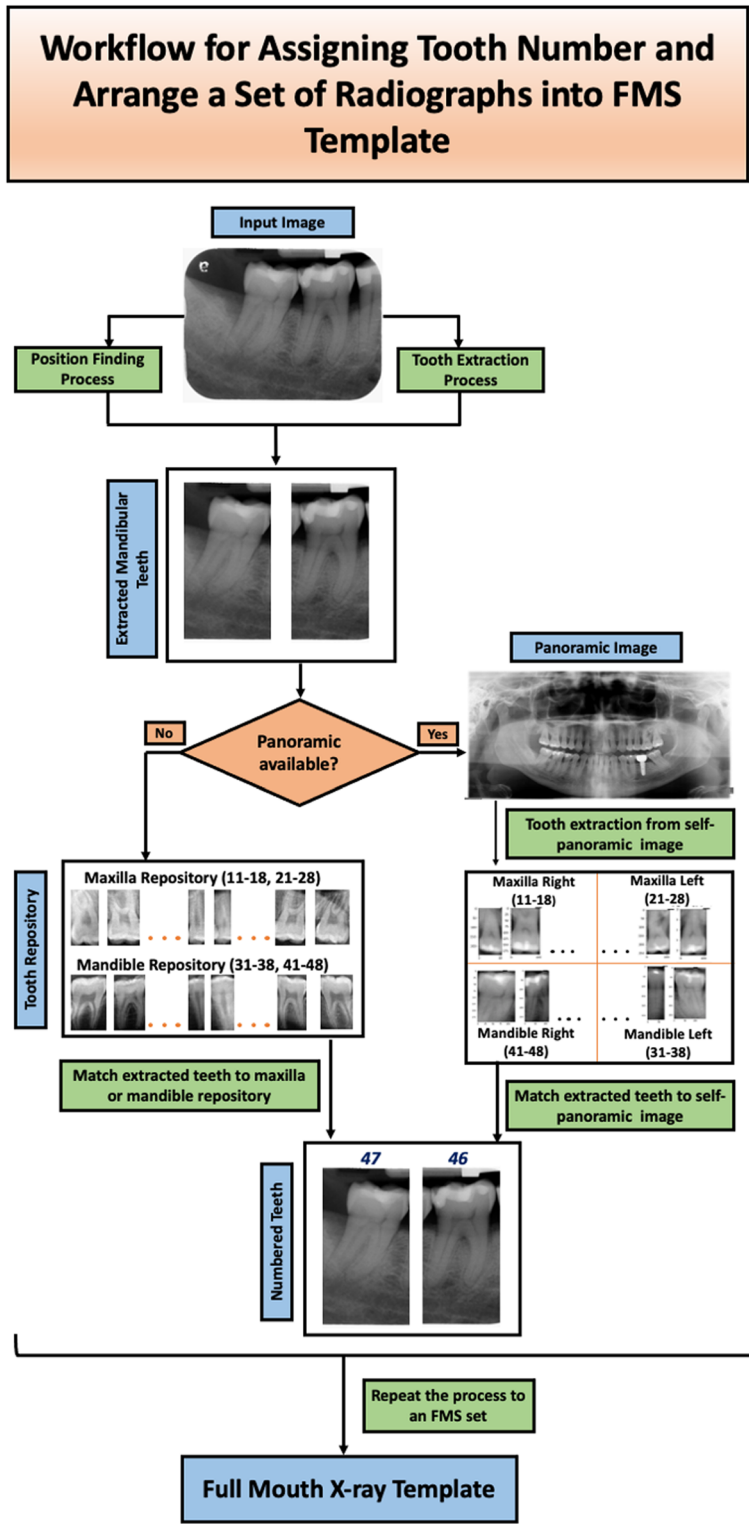 Workflow for Assigning Tooth Number and
Arrange a Set of Radiographs into FMS
Template
Input Image
Position Finding
Process
Tooth Extraction
Process
Extracted Mandibular
Teeth
Panoramic Image
No
Panoramic
available?
Yes
Tooth extraction from self-
panoramic image
Tooth Repository
Maxilla Repository (11-18, 21-28)
Mandible Repository (31-38, 41-48)
Maxilla Right
(11-18)
Maxilla Left
(21-28)
Mandible Right
(41-48)
Mandible Left
(31-38)
Match extracted teeth to maxilla
or mandible repository
Match extracted teeth to self-
panoramic image
Numbered Teeth
47 46
Repeat the process to
an FMS set
Full Mouth X-ray Template